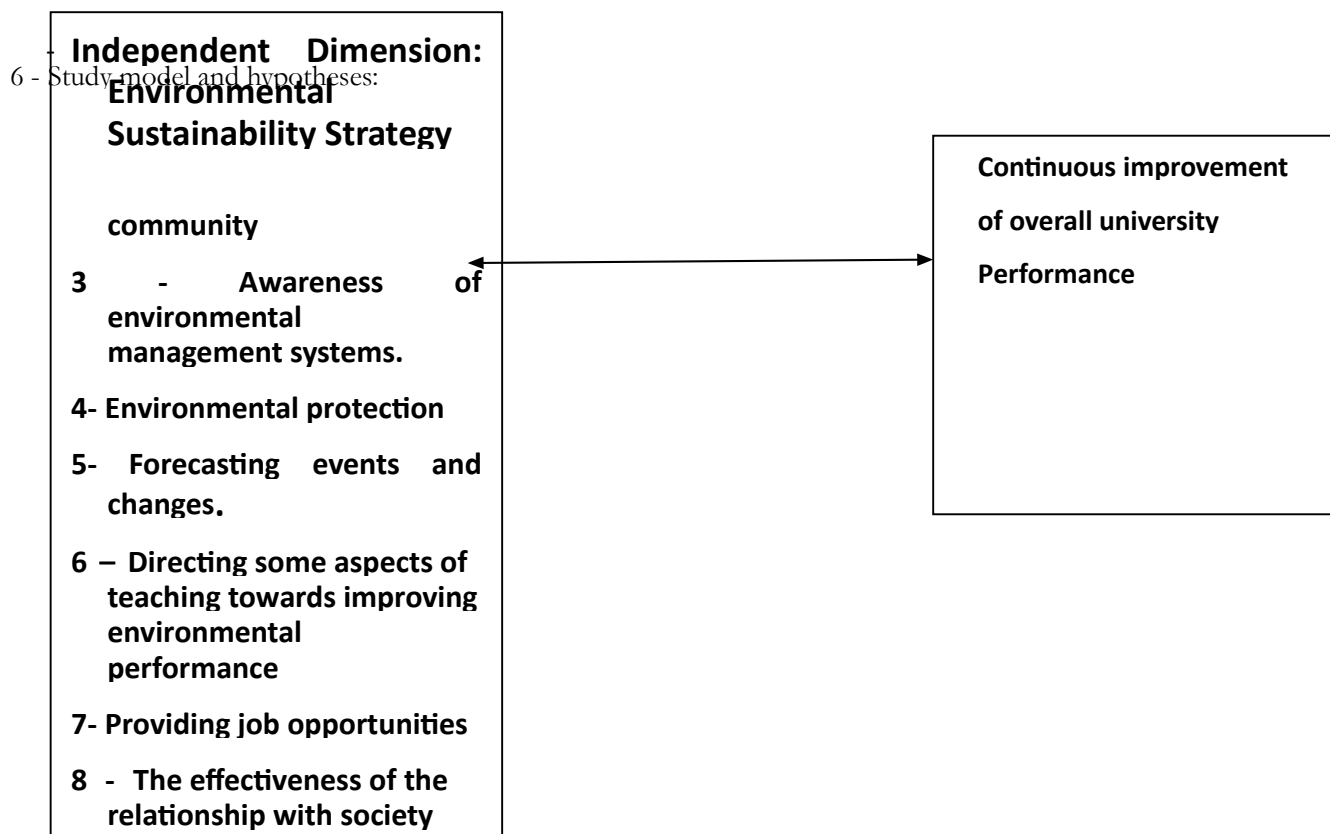 6 - Study model and hypotheses:
- Independent Dimension:
Environmental
Sustainability Strategy
community
3 - Awareness of
environmental
management systems.
4- Environmental protection
5- Forecasting events and
changes.
6 – Directing some aspects of
teaching towards improving
environmental
performance
7- Providing job opportunities
8 - The effectiveness of the
relationship with society
Continuous improvement
of overall university
Performance